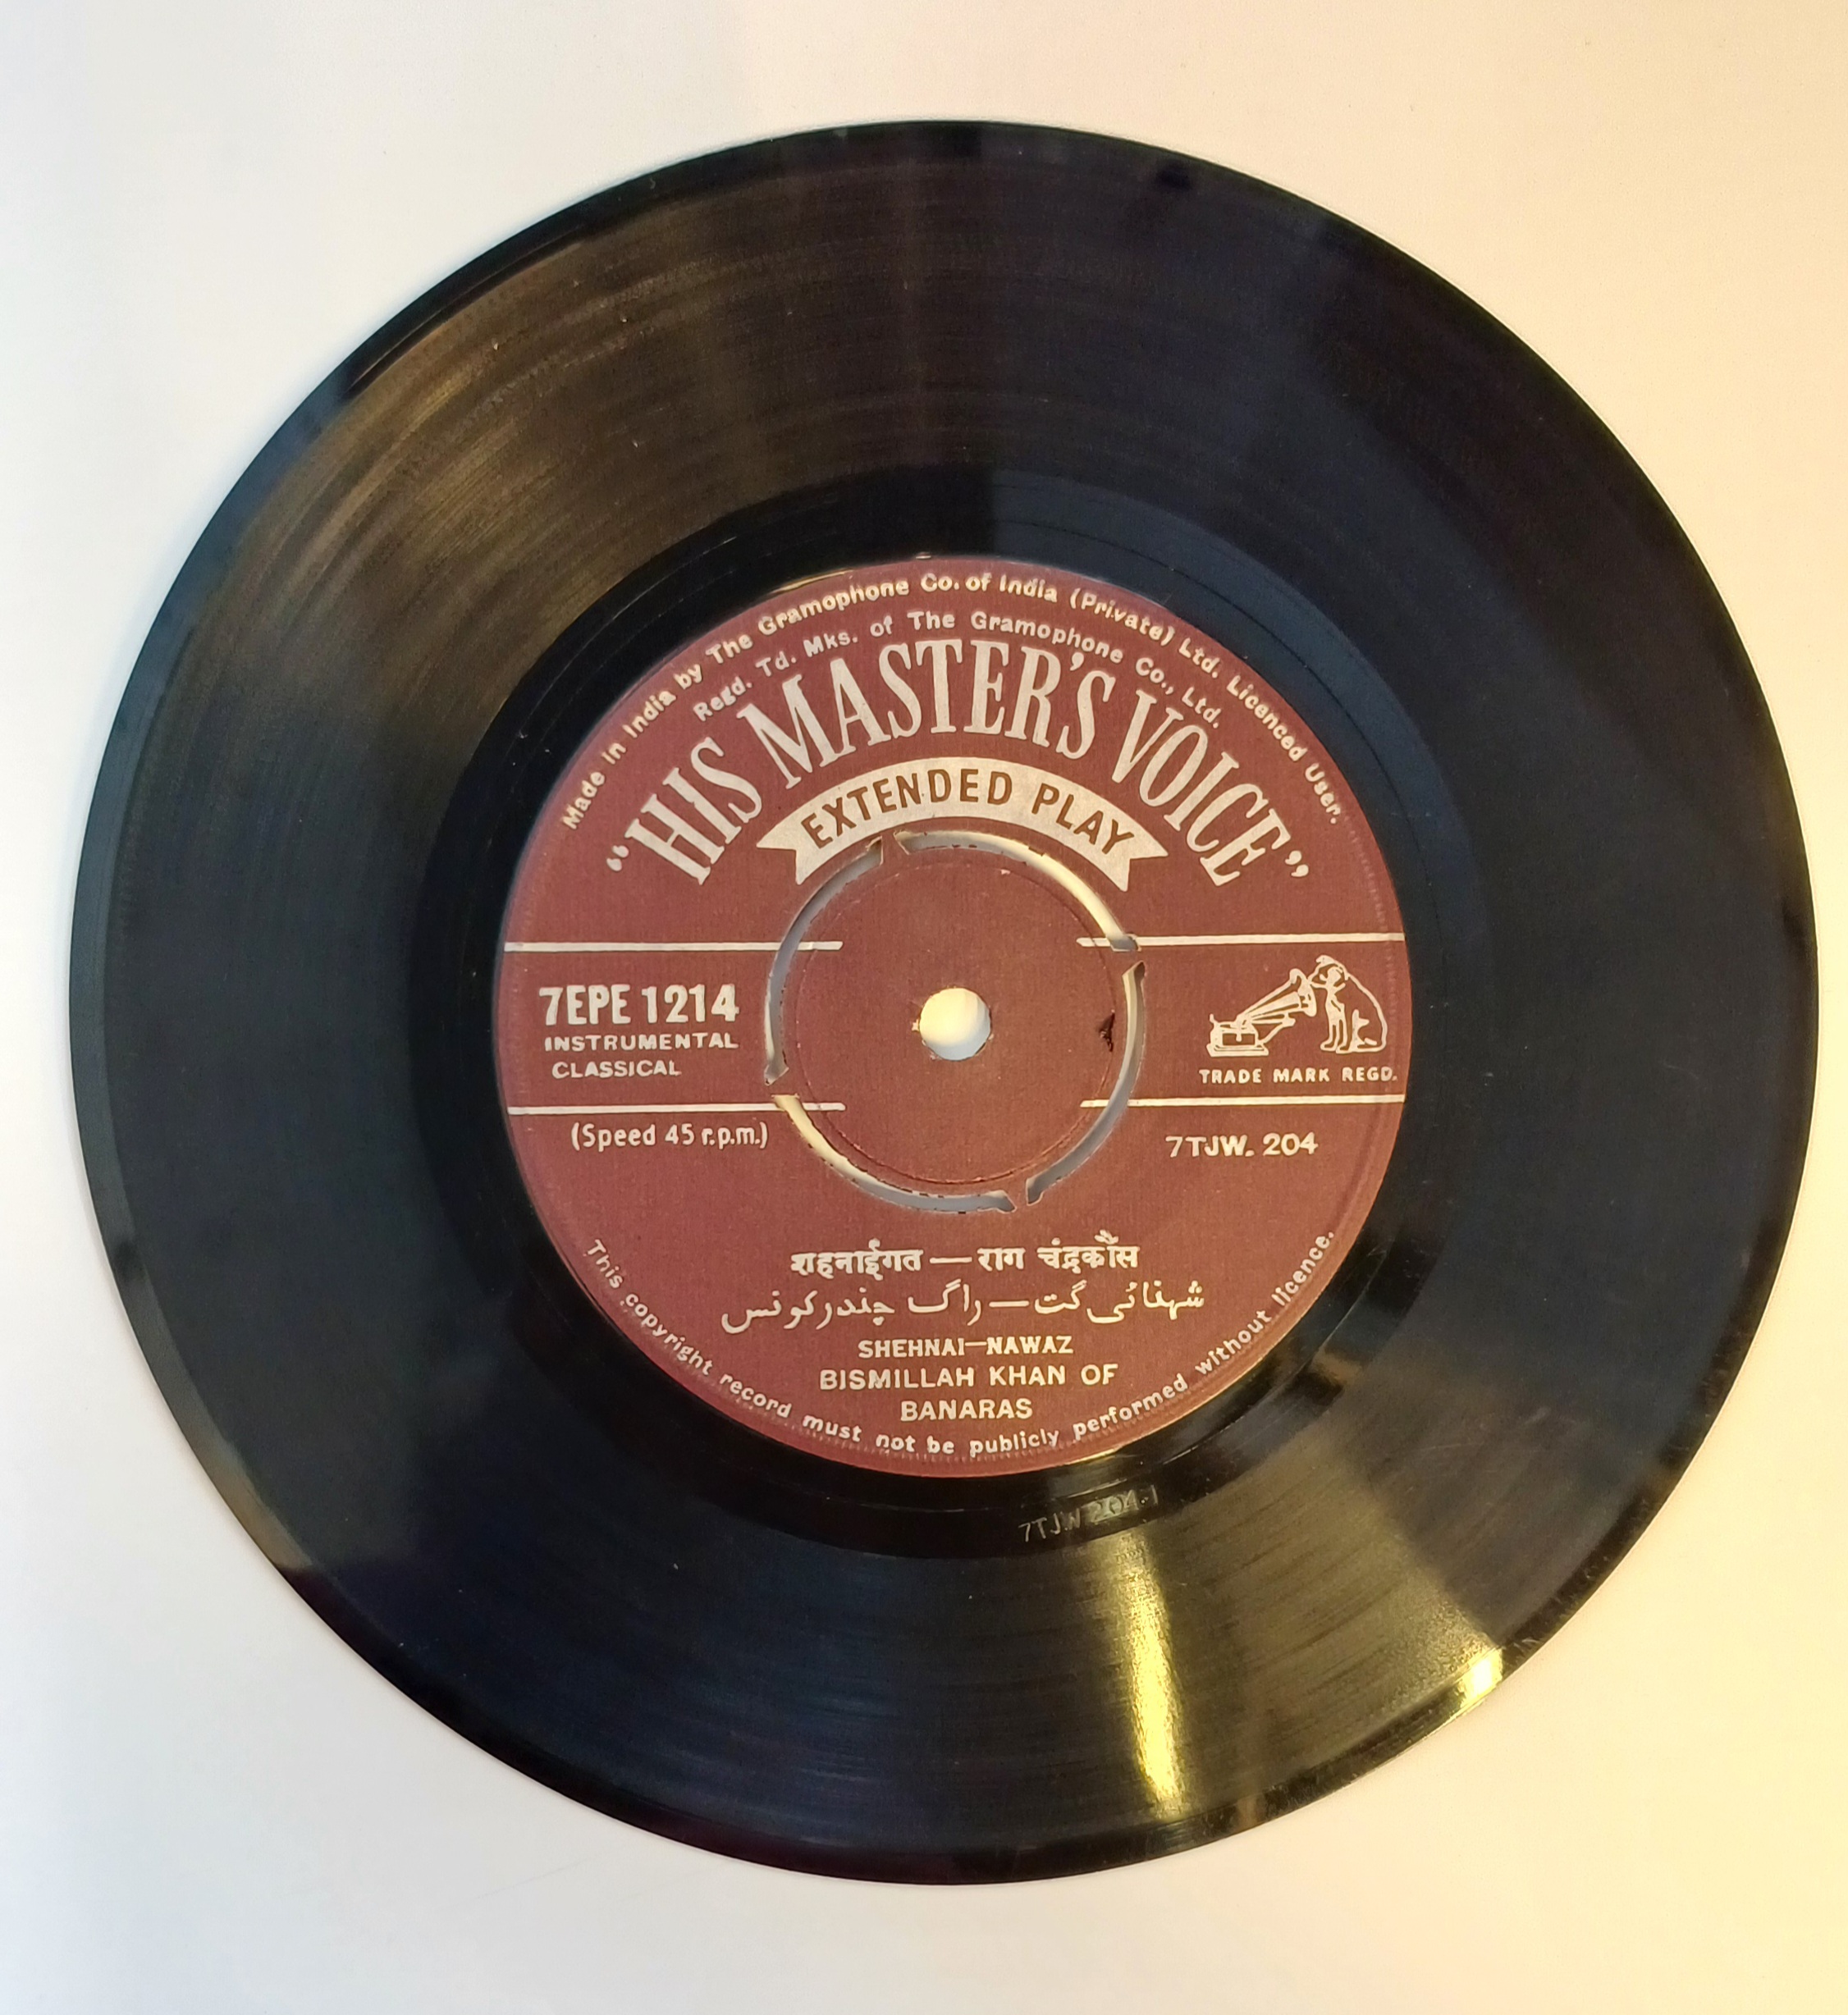 Made in India by The Gramophone Co. of India (Private) Ltd. Licenced User.
Regd. Td. Mks. of The Gramophone Co., Ltd.
"HIS MASTER'S VOICE"
EXTENDED PLAY
7EPE 1214
INSTRUMENTAL
CLASSICAL
TRADE MARK REGD.
(Speed 45 r.p.m.)
7TJW. 204
शहनाईगत — राग चंद्रकौंस
شہنائی گت — راگ چندرکونس
SHEHNAI—NAWAZ
BISMILLAH KHAN OF
BANARAS
This copyright record must not be publicly performed without licence.
7TJW 204-1